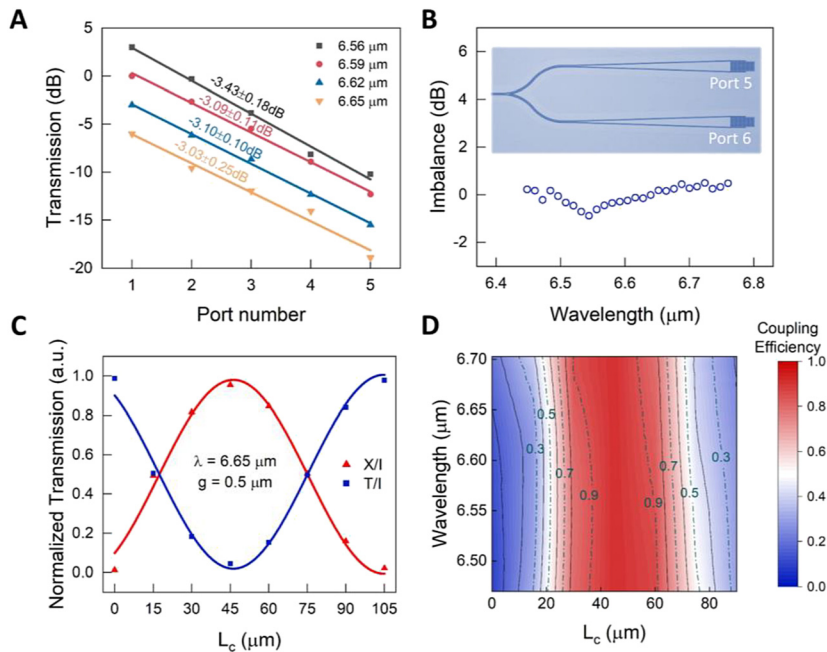 A
5
0
-5
-10
-15
-20
Transmission (dB)
1 2 3 4 5
Port number
6.56 μm
6.59 μm
6.62 μm
6.65 μm
-3.43±0.18dB
-3.09±0.11dB
-3.10±0.10dB
-3.03±0.25dB
B
6
4
2
0
-2
Imbalance (dB)
Port 5
Port 6
6.4 6.5 6.6 6.7 6.8
Wavelength (μm)
C
1.0
0.8
0.6
0.4
0.2
0.0
Normalized Transmission (a.u.)
λ = 6.65 μm
g = 0.5 μm
X/I
T/I
0 15 30 45 60 75 90 105
Lc (μm)
D
Coupling
Efficiency
6.70
6.65
6.60
6.55
6.50
Wavelength (μm)
0.5
0.3
0.7
0.9
0.9
0.7
0.5
0.3
0 20 40 60 80
Lc (μm)
1.0
0.8
0.6
0.4
0.2
0.0